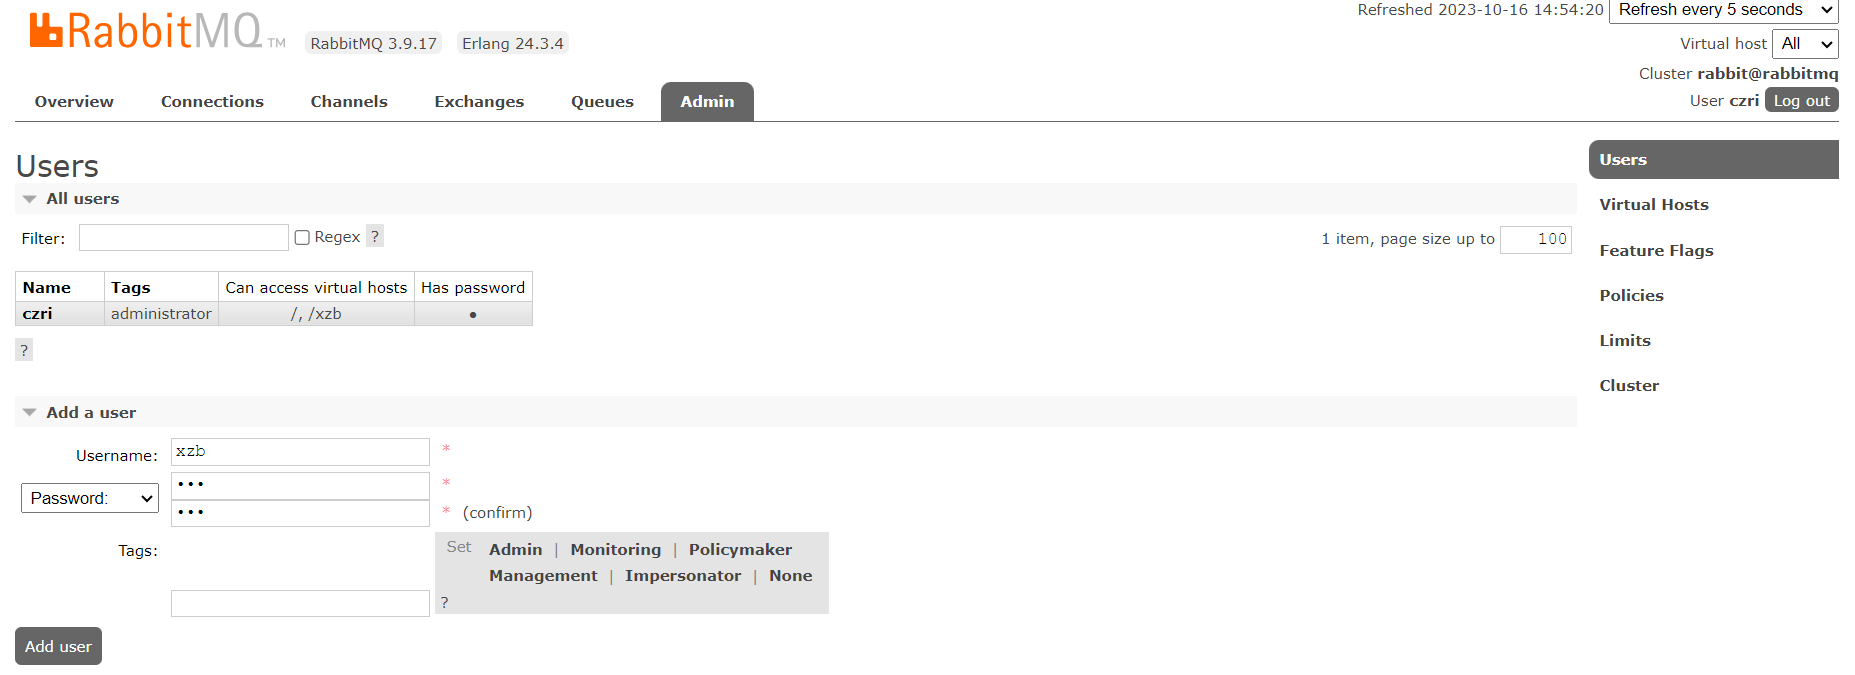 RabbitMQ TM RabbitMQ 3.9.17 Erlang 24.3.4
Refreshed 2023-10-16 14:54:20 Refresh every 5 seconds
Virtual host All
Cluster rabbit@rabbitmq
User czri Log out
Overview Connections Channels Exchanges Queues Admin
Users
All users
Filter: Regex ? 1 item, page size up to 100
Name Tags Can access virtual hosts Has password
czri administrator /, /xzb ●
?
Add a user
Username: xzb *
Password: ••• *
••• * (confirm)
Tags: Set Admin | Monitoring | Policymaker
Management | Impersonator | None
?
Add user
Users
Virtual Hosts
Feature Flags
Policies
Limits
Cluster